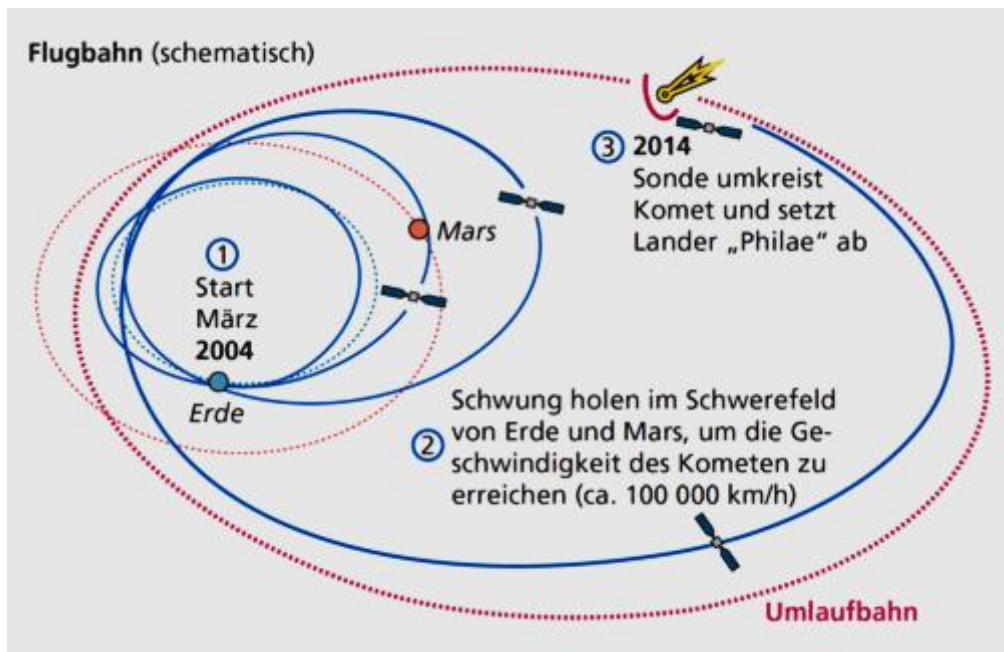 Flugbahn (schematisch)
1
Start
März
2004
Erde
Mars
3 2014
Sonde umkreist
Komet und setzt
Lander „Philae“ ab
Schwung holen im Schwerefeld
2 von Erde und Mars, um die Ge-
schwindigkeit des Kometen zu
erreichen (ca. 100 000 km/h)
Umlaufbahn